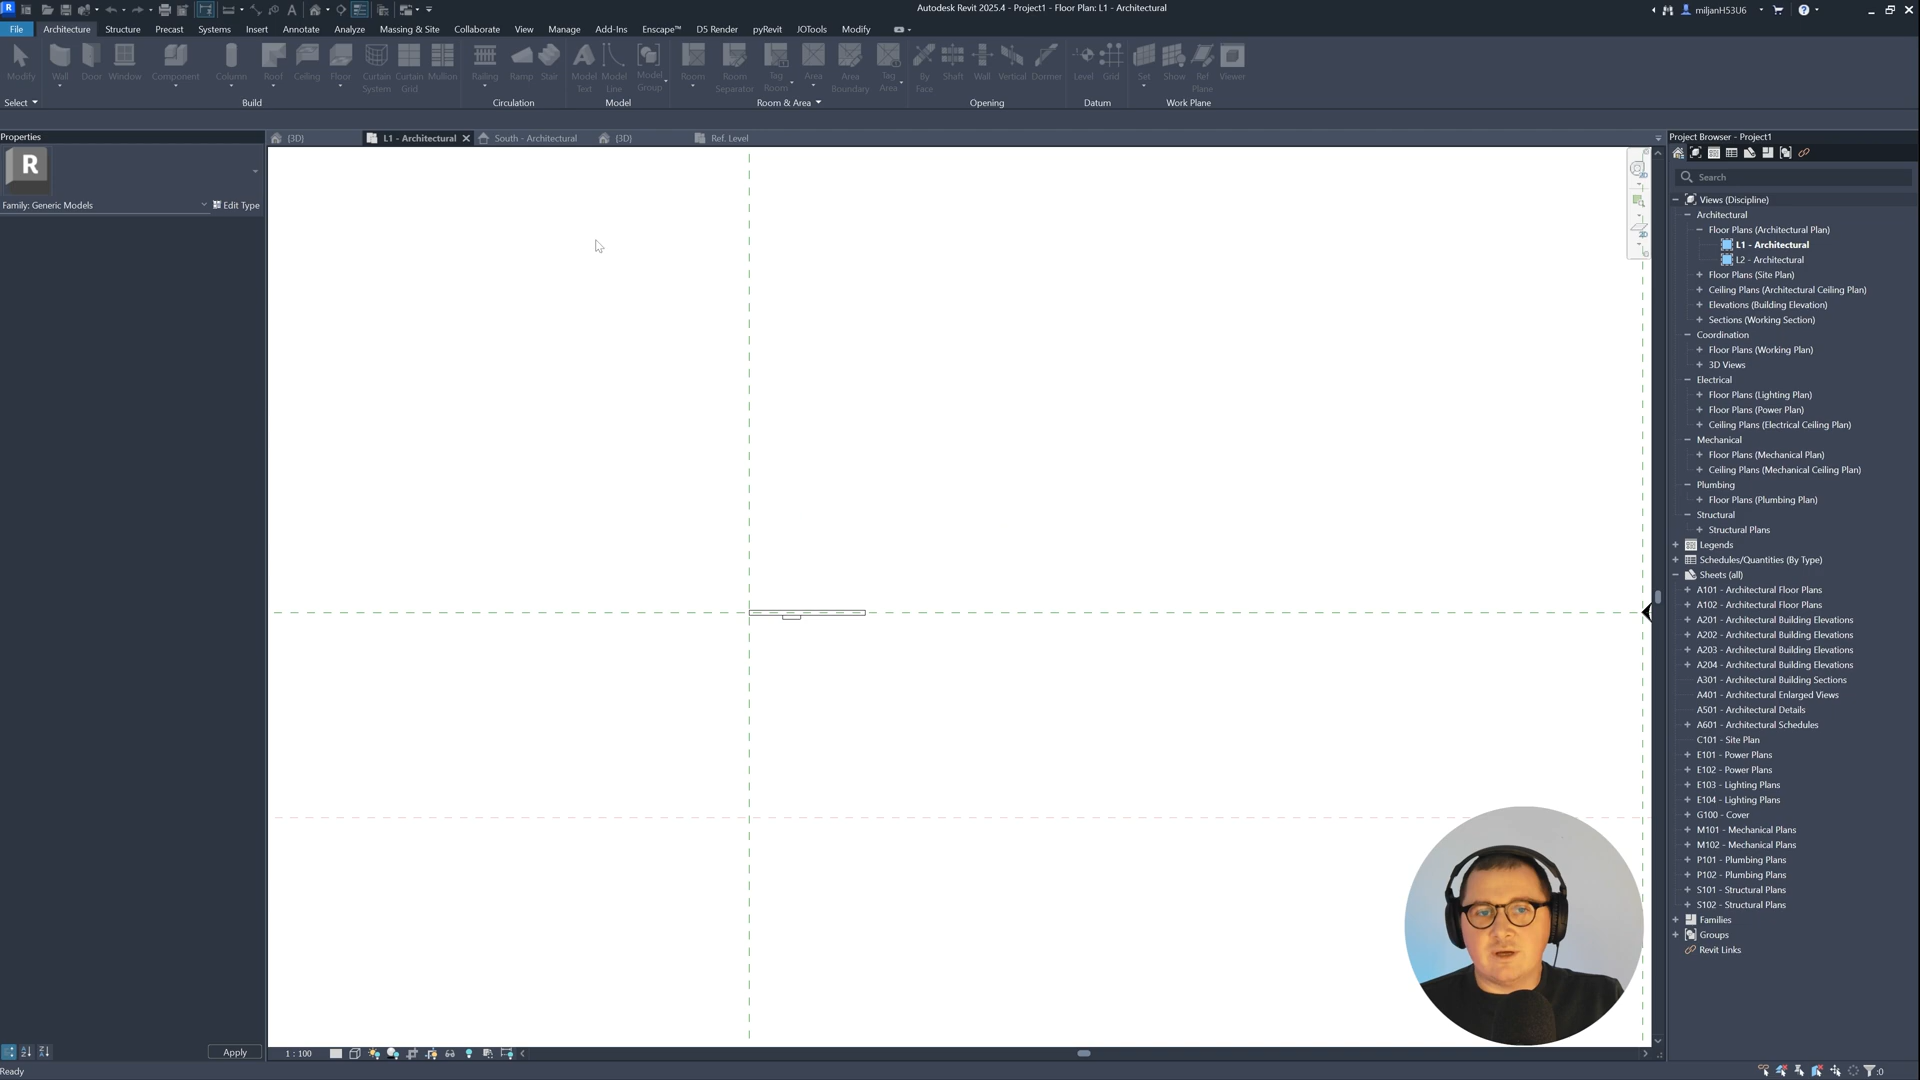 Autodesk Revit 2025.4 - Project1 - Floor Plan: L1 - Architectural
miljanH53U6
File
Architecture
Structure
Precast
Systems
Insert
Annotate
Analyze
Massing & Site
Collaborate
View
Manage
Add-Ins
Enscape™
D5 Render
pyRevit
JOTools
Modify
Modify
Wall
Door
Window
Component
Column
Roof
Ceiling
Floor
Curtain System
Curtain Grid
Mullion
Railing
Ramp
Stair
Model Text
Model Line
Model Group
Room
Room Separator
Tag Room
Area
Area Boundary
Tag Area
By Face
Shaft
Wall
Vertical
Dormer
Level
Grid
Set
Show
Ref Plane
Viewer
Select
Build
Circulation
Model
Room & Area
Opening
Datum
Work Plane
Properties
R
Family: Generic Models
Edit Type
Apply
{3D}
L1 - Architectural
South - Architectural
{3D}
Ref. Level
1 : 100
Ready
:0
Project Browser - Project1
Search
Views (Discipline)
Architectural
Floor Plans (Architectural Plan)
L1 - Architectural
L2 - Architectural
Floor Plans (Site Plan)
Ceiling Plans (Architectural Ceiling Plan)
Elevations (Building Elevation)
Sections (Working Section)
Coordination
Floor Plans (Working Plan)
3D Views
Electrical
Floor Plans (Lighting Plan)
Floor Plans (Power Plan)
Ceiling Plans (Electrical Ceiling Plan)
Mechanical
Floor Plans (Mechanical Plan)
Ceiling Plans (Mechanical Ceiling Plan)
Plumbing
Floor Plans (Plumbing Plan)
Structural
Structural Plans
Legends
Schedules/Quantities (By Type)
Sheets (all)
A101 - Architectural Floor Plans
A102 - Architectural Floor Plans
A201 - Architectural Building Elevations
A202 - Architectural Building Elevations
A203 - Architectural Building Elevations
A204 - Architectural Building Elevations
A301 - Architectural Building Sections
A401 - Architectural Enlarged Views
A501 - Architectural Details
A601 - Architectural Schedules
C101 - Site Plan
E101 - Power Plans
E102 - Power Plans
E103 - Lighting Plans
E104 - Lighting Plans
G100 - Cover
M101 - Mechanical Plans
M102 - Mechanical Plans
P101 - Plumbing Plans
P102 - Plumbing Plans
S101 - Structural Plans
S102 - Structural Plans
Families
Groups
Revit Links